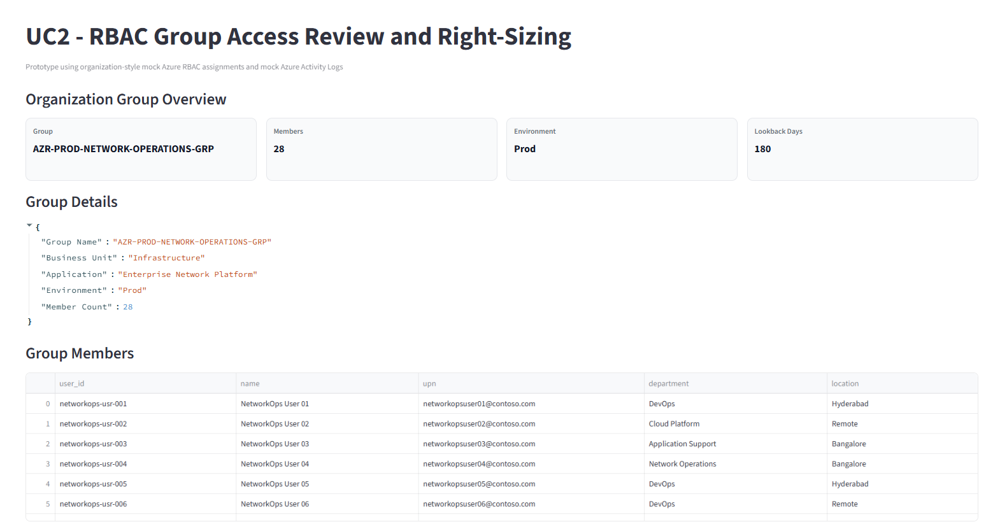 UC2 - RBAC Group Access Review and Right-Sizing
Prototype using organization-style mock Azure RBAC assignments and mock Azure Activity Logs
Organization Group Overview
Group Members Environment Lookback Days
AZR-PROD-NETWORK-OPERATIONS-GRP 28 Prod 180
Group Details
{
"Group Name" : "AZR-PROD-NETWORK-OPERATIONS-GRP"
"Business Unit" : "Infrastructure"
"Application" : "Enterprise Network Platform"
"Environment" : "Prod"
"Member Count" : 28
}
Group Members
user_id name upn department location
0 networkops-usr-001 NetworkOps User 01 networkopsuser01@contoso.com DevOps Hyderabad
1 networkops-usr-002 NetworkOps User 02 networkopsuser02@contoso.com Cloud Platform Remote
2 networkops-usr-003 NetworkOps User 03 networkopsuser03@contoso.com Application Support Bangalore
3 networkops-usr-004 NetworkOps User 04 networkopsuser04@contoso.com Network Operations Bangalore
4 networkops-usr-005 NetworkOps User 05 networkopsuser05@contoso.com DevOps Hyderabad
5 networkops-usr-006 NetworkOps User 06 networkopsuser06@contoso.com DevOps Remote